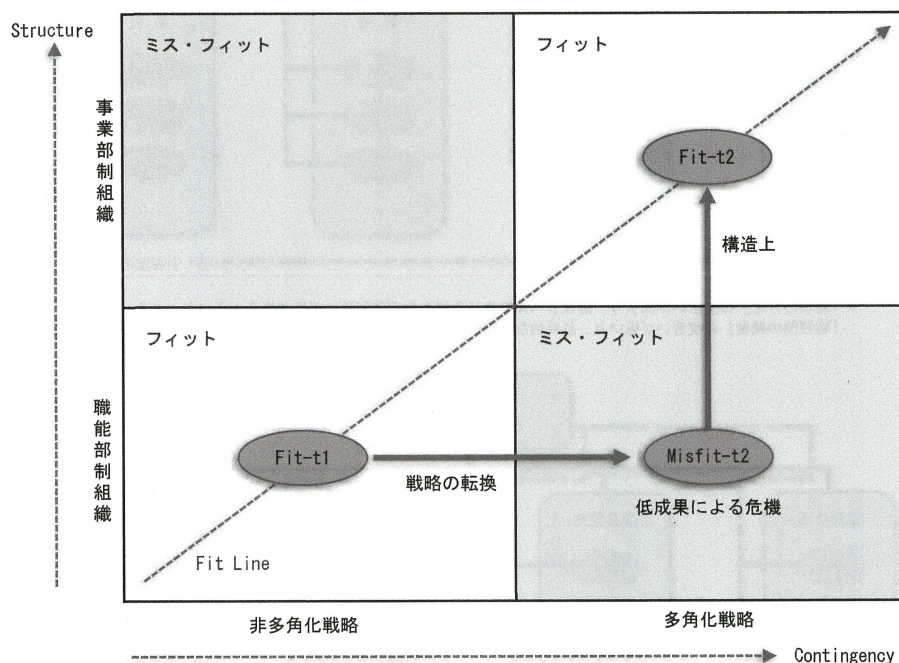 Structure
ミス・フィット
フィット
事業部制組織
Fit-t2
構造上
フィット
ミス・フィット
職能部制組織
Fit-t1
Misfit-t2
戦略の転換
低成果による危機
Fit Line
非多角化戦略
多角化戦略
Contingency